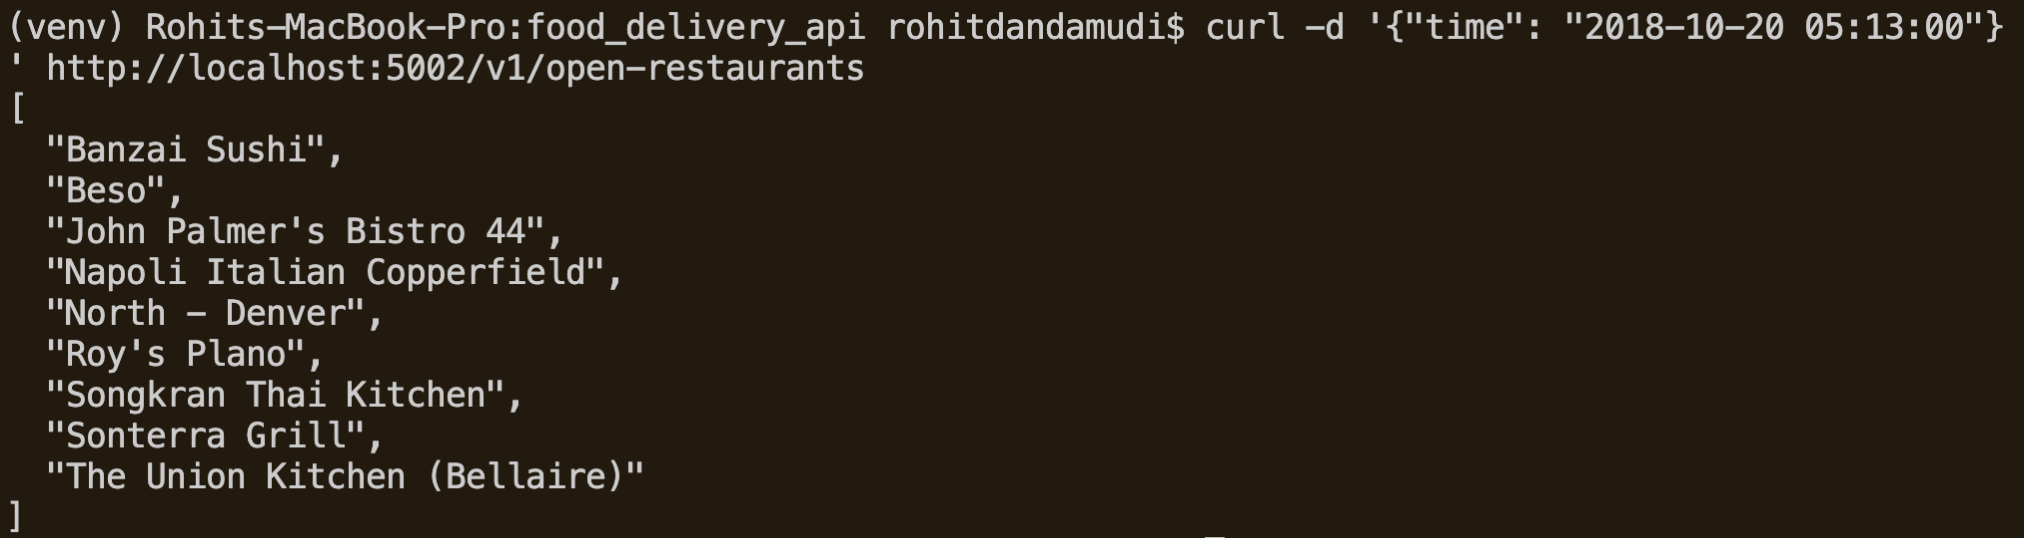 (venv) Rohits-MacBook-Pro:food_delivery_api rohitdandamudi$ curl -d '{"time": "2018-10-20 05:13:00"}
' http://localhost:5002/v1/open-restaurants
[
  "Banzai Sushi",
  "Beso",
  "John Palmer's Bistro 44",
  "Napoli Italian Copperfield",
  "North - Denver",
  "Roy's Plano",
  "Songkran Thai Kitchen",
  "Sonterra Grill",
  "The Union Kitchen (Bellaire)"
]